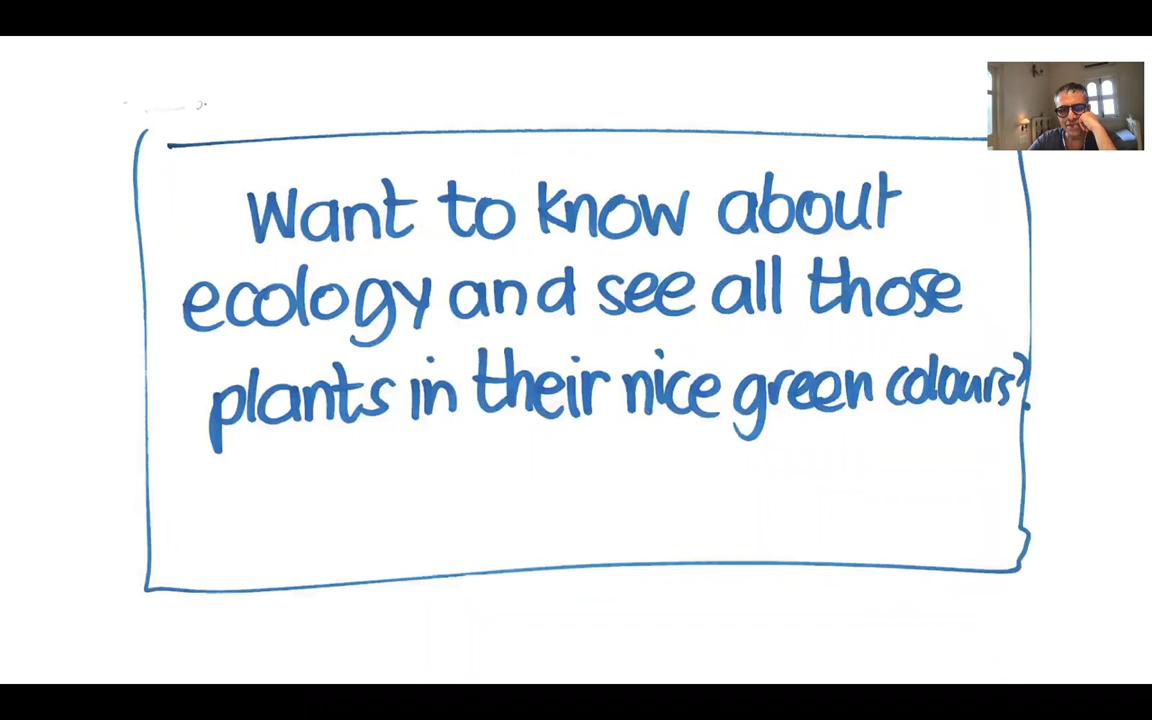 Want to know about
ecology and see all those
plants in their nice green colours?